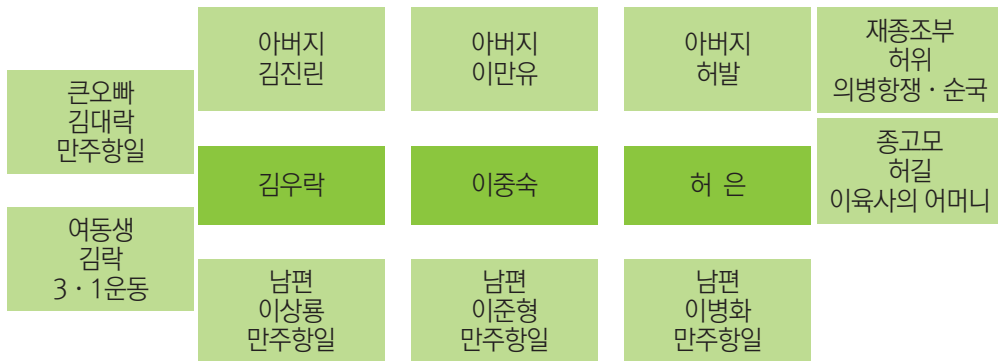 큰오빠
김대락
만주항일
여동생
김락
3·1운동
아버지
김진린
김우락
남편
이상룡
만주항일
아버지
이만유
이중숙
남편
이준형
만주항일
아버지
허발
허 은
남편
이병화
만주항일
재종조부
허위
의병항쟁·순국
종고모
허길
이육사의 어머니